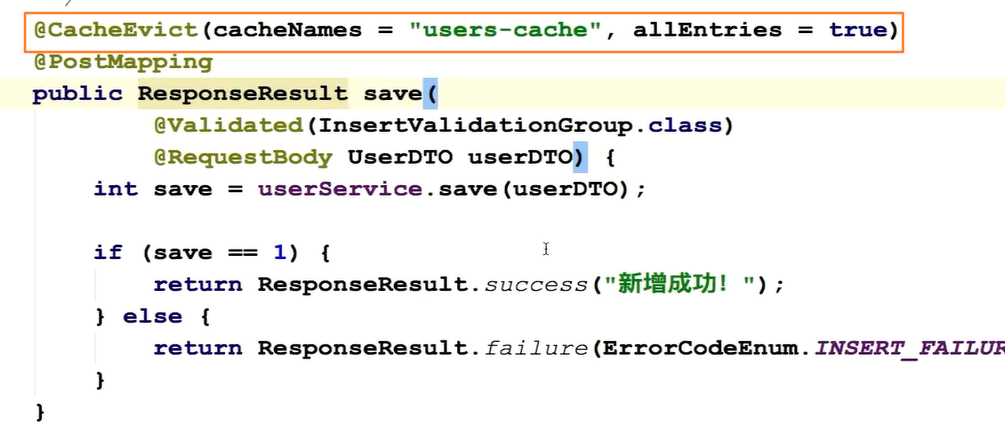 @CacheEvict(cacheNames = "users-cache", allEntries = true)
@PostMapping
public ResponseResult save(
@Validated(InsertValidationGroup.class)
@RequestBody UserDTO userDTO) {
int save = userService.save(userDTO);
if (save == 1) {
return ResponseResult.success("新增成功！");
} else {
return ResponseResult.failure(ErrorCodeEnum.INSERT_FAILUR
}
}